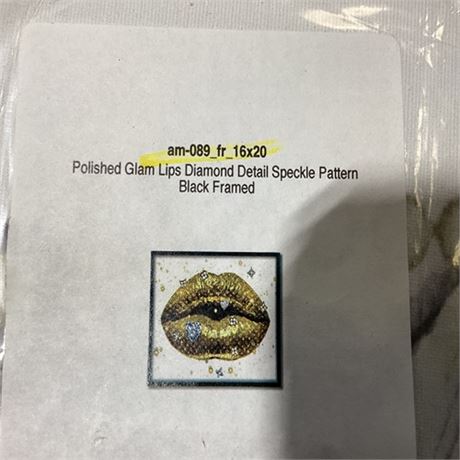 am-089_fr_16x20
Polished Glam Lips Diamond Detail Speckle Pattern
Black Framed